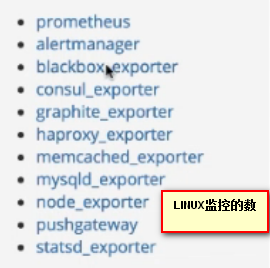 prometheus
alertmanager
blackbox_exporter
consul_exporter
graphite_exporter
haproxy_exporter
memcached_exporter
mysqld_exporter
node_exporter
LINUX监控的数
pushgateway
statsd_exporter